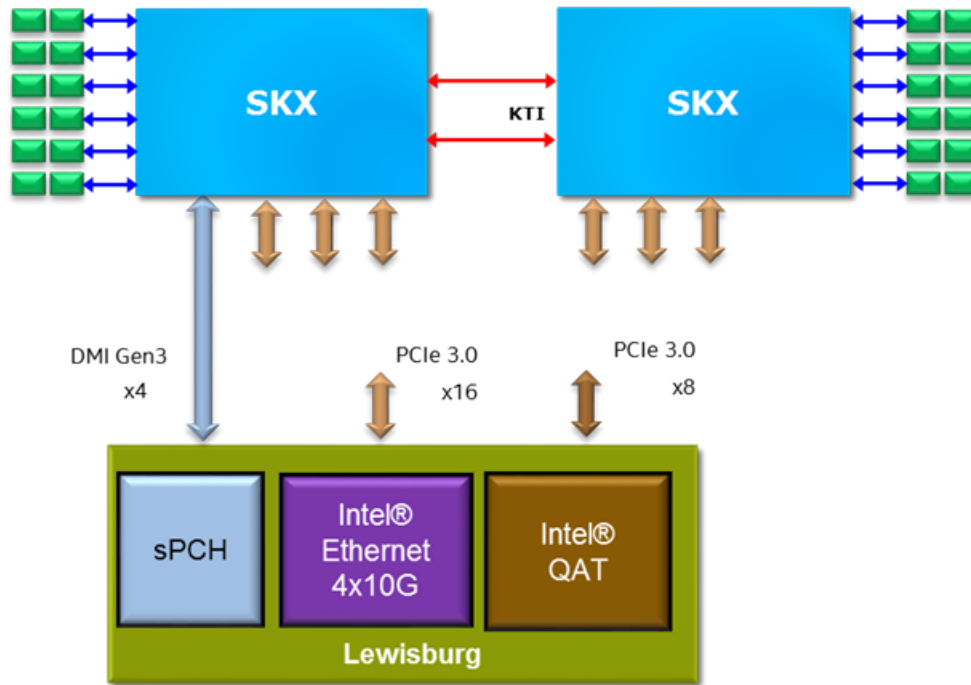 SKX
KTI
SKX
DMI Gen3
x4
PCIe 3.0
x16
PCIe 3.0
x8
sPCH
Intel®
Ethernet
4x10G
Intel®
QAT
Lewisburg